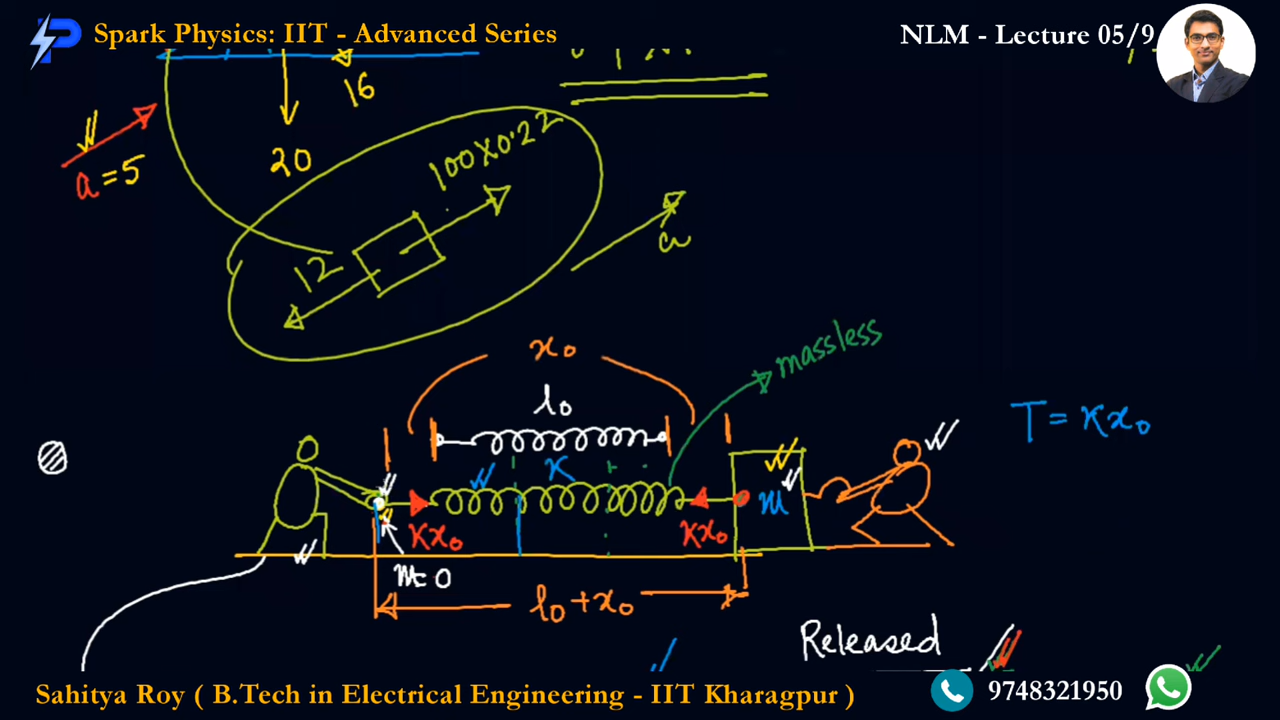 Spark Physics: IIT - Advanced Series
NLM - Lecture 05/9
16
a = 5
20
100×0.22
12
a
x₀
massless
l₀
T = Kx₀
K
m
Kx₀
Kx₀
m=0
l₀+x₀
Released
Sahitya Roy ( B.Tech in Electrical Engineering - IIT Kharagpur )
9748321950